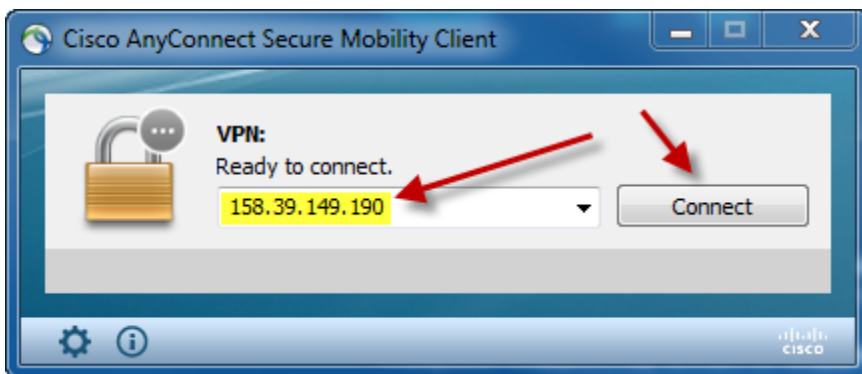 Cisco AnyConnect Secure Mobility Client
VPN:
Ready to connect.
158.39.149.190
Connect
CISCO